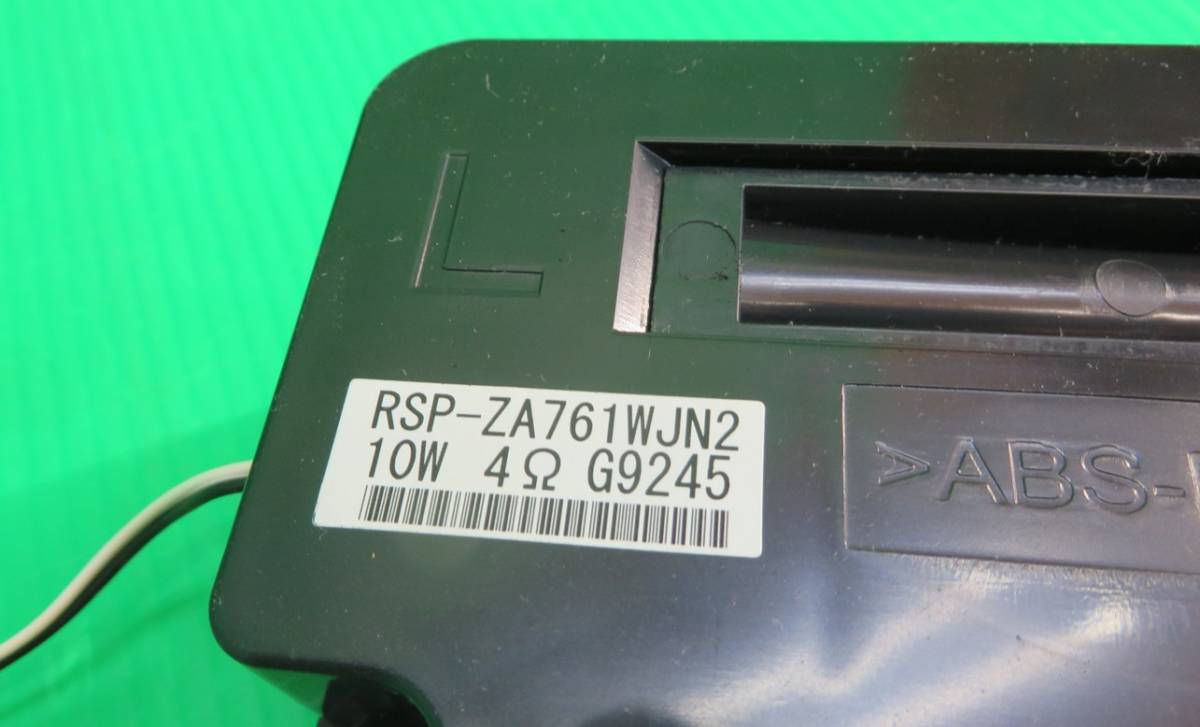 L
RSP-ZA761WJN2
10W 4Ω G9245
>ABS-